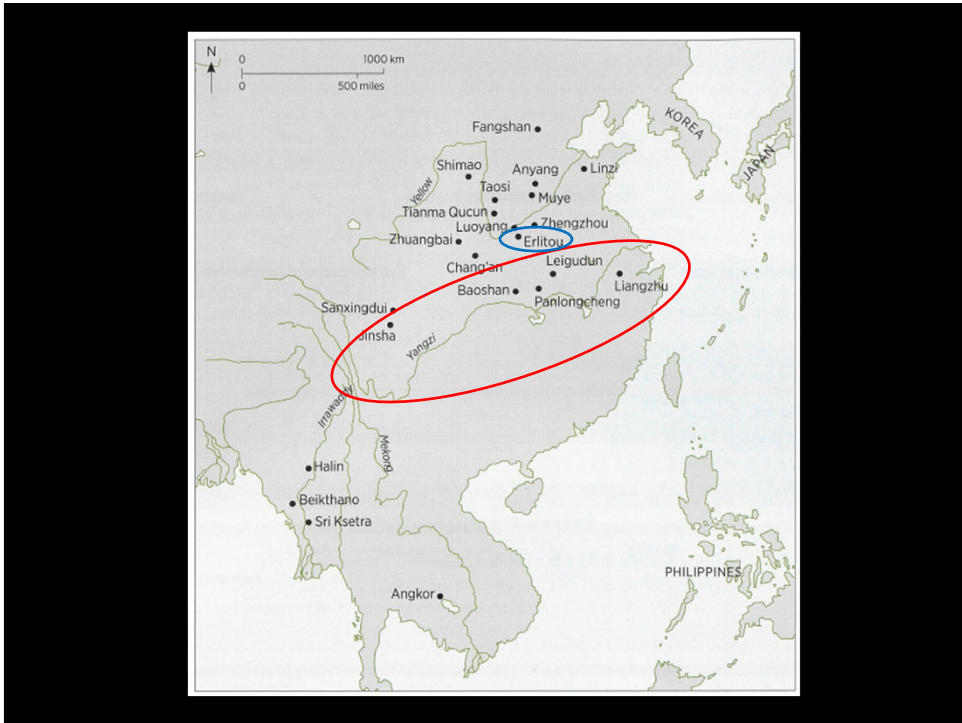 N
0 1000 km
0 500 miles
KOREA
JAPAN
Fangshan
Shimao
Anyang
Linzi
Yellow
Taosi
Muye
Tianma Qucun
Luoyang
Zhengzhou
Zhuangbai
Erlitou
Chang'an
Leigudun
Baoshan
Liangzhu
Panlongcheng
Sanxingdui
Jinsha
Yangzi
Irrawaddy
Mekong
Halin
Beikthano
Sri Ksetra
PHILIPPINES
Angkor